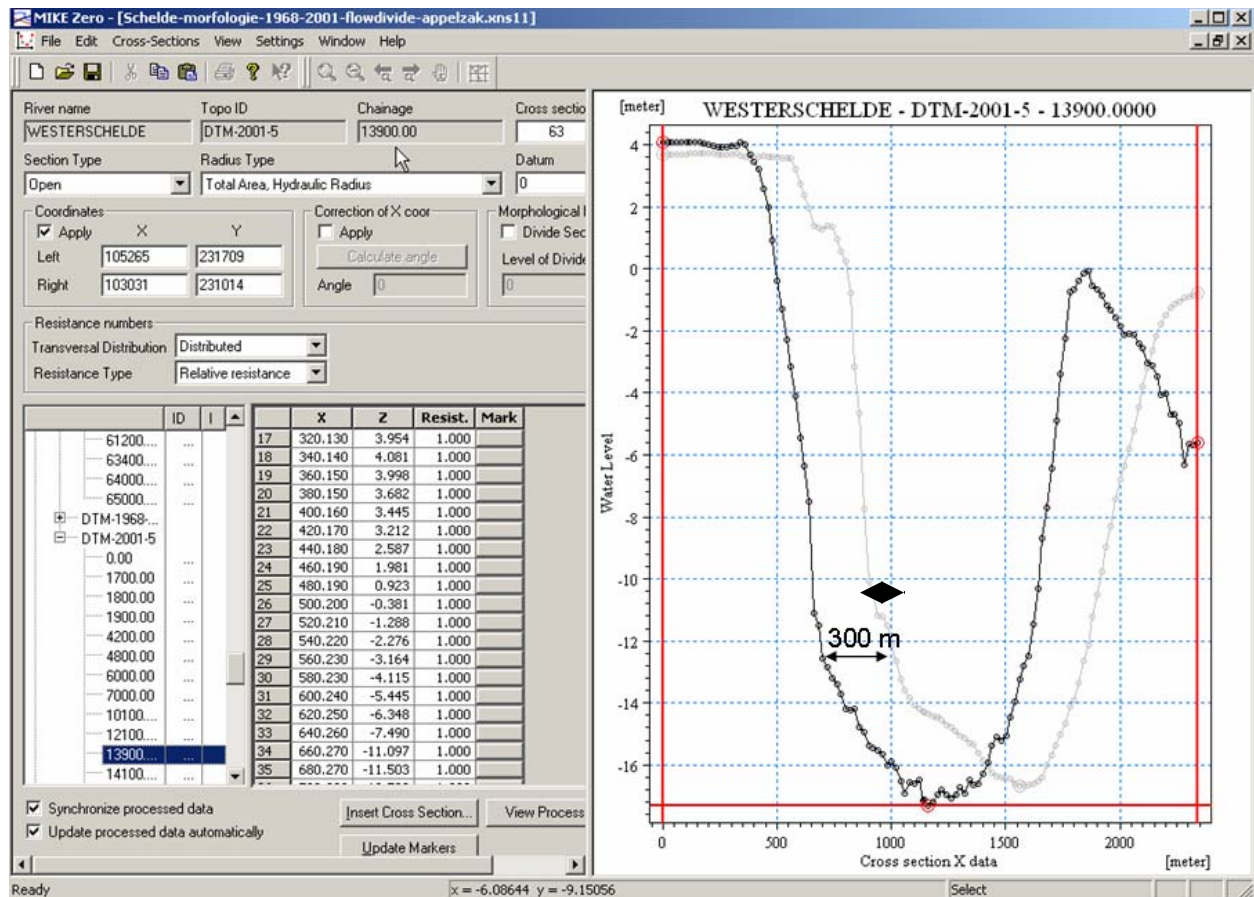 MIKE Zero - [Schelde-morfologie-1968-2001-flowdivide-appelzak.xns11]
File Edit Cross-Sections View Settings Window Help
River name Topo ID Chainage Cross sectio
WESTERSCHELDE DTM-2001-5 13900.00 63
Section Type Radius Type Datum
Open Total Area, Hydraulic Radius 0
Coordinates Correction of X coor Morphological
Apply X Y Apply Divide Sec
Left 105265 231709 Calculate angle Level of Divide
Right 103031 231014 Angle 0 0
Resistance numbers
Transversal Distribution Distributed
Resistance Type Relative resistance
ID I X Z Resist. Mark
61200.... ... 17 320.130 3.954 1.000
63400.... ... 18 340.140 4.081 1.000
64000.... ... 19 360.150 3.998 1.000
65000.... ... 20 380.150 3.682 1.000
DTM-1968-... 21 400.160 3.445 1.000
DTM-2001-5 22 420.170 3.212 1.000
0.00 ... 23 440.180 2.587 1.000
1700.00 ... 24 460.190 1.981 1.000
1800.00 ... 25 480.190 0.923 1.000
1900.00 ... 26 500.200 -0.381 1.000
4200.00 ... 27 520.210 -1.288 1.000
4800.00 ... 28 540.220 -2.276 1.000
6000.00 ... 29 560.230 -3.164 1.000
7000.00 ... 30 580.230 -4.115 1.000
10100.... ... 31 600.240 -5.445 1.000
12100.... ... 32 620.250 -6.348 1.000
13900.... ... 33 640.260 -7.490 1.000
14100.... ... 34 660.270 -11.097 1.000
35 680.270 -11.503 1.000
Synchronize processed data Insert Cross Section... View Process
Update processed data automatically
Update Markers
[meter] WESTERSCHELDE - DTM-2001-5 - 13900.0000
4
2
0
-2
-4
-6
-8
-10
-12
-14
-16
Water Level
300 m
0 500 1000 1500 2000
Cross section X data [meter]
Ready x = -6.08644 y = -9.15056 Select